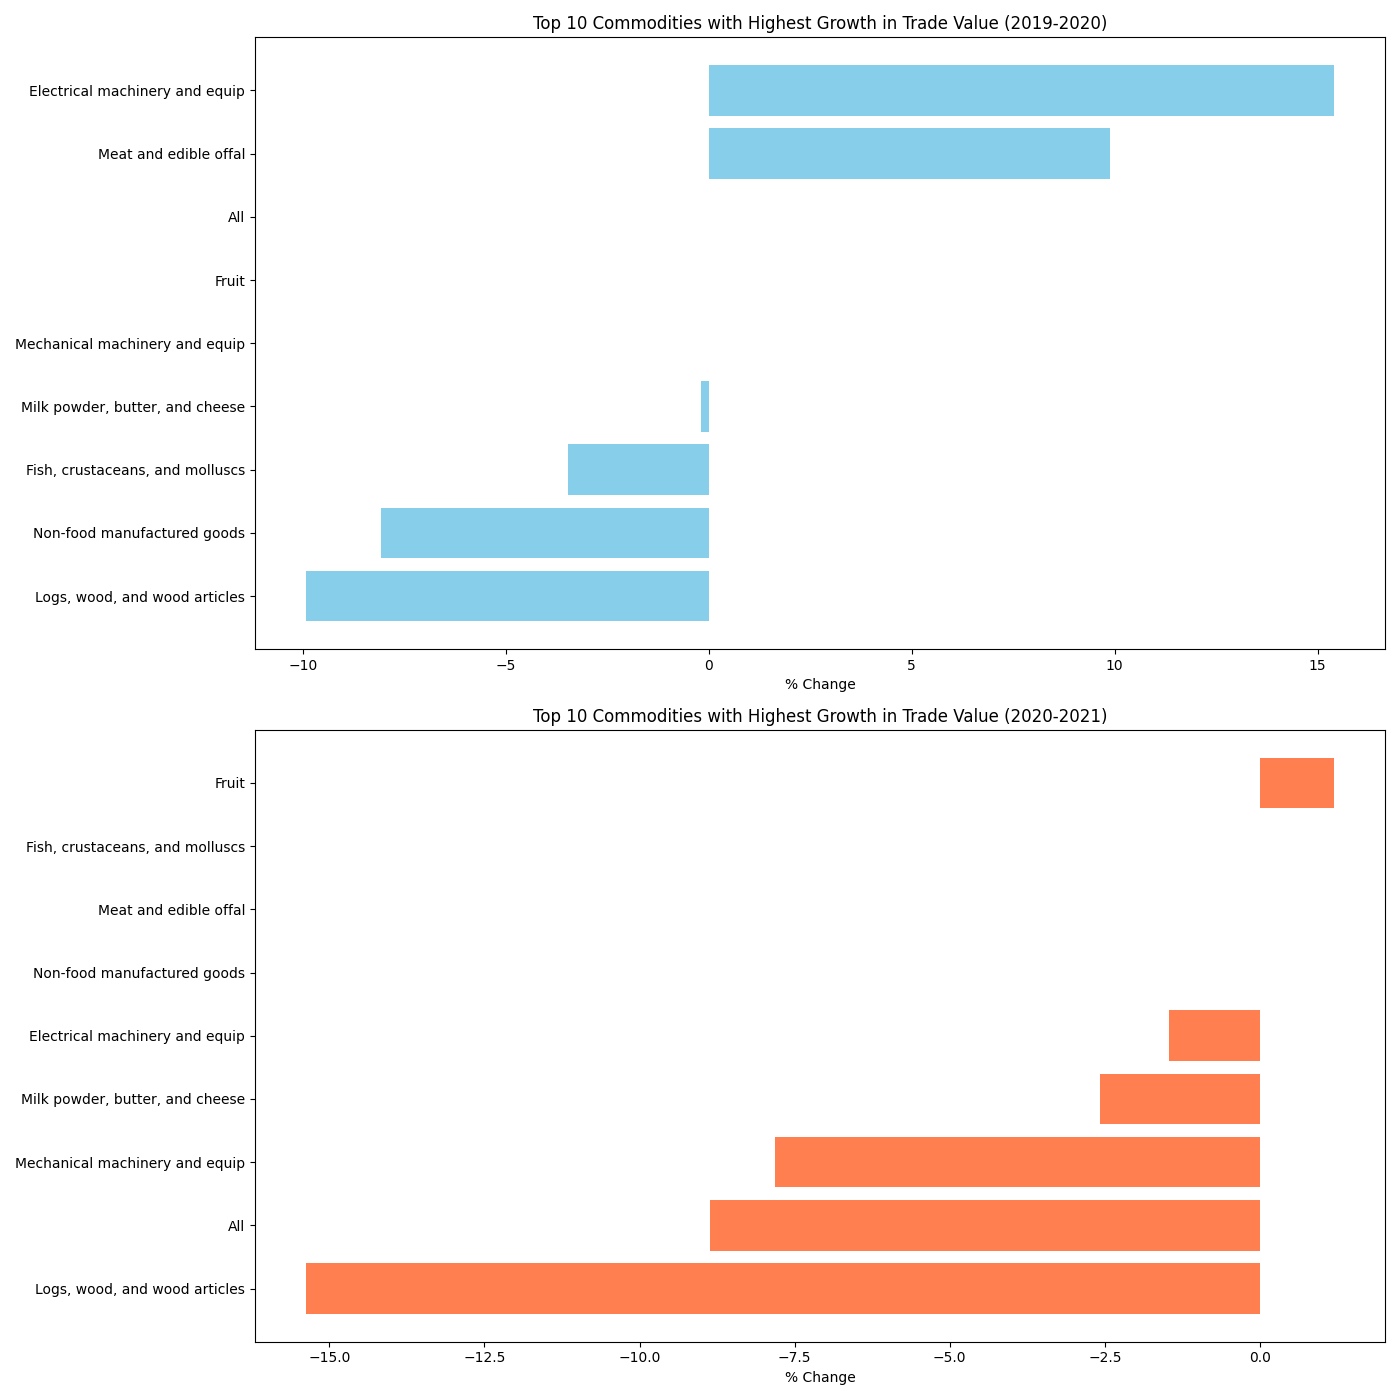 Top 10 Commodities with Highest Growth in Trade Value (2019-2020)
Electrical machinery and equip
Meat and edible offal
All
Fruit
Mechanical machinery and equip
Milk powder, butter, and cheese
Fish, crustaceans, and molluscs
Non-food manufactured goods
Logs, wood, and wood articles
−10 −5 0 5 10 15
% Change
Top 10 Commodities with Highest Growth in Trade Value (2020-2021)
Fruit
Fish, crustaceans, and molluscs
Meat and edible offal
Non-food manufactured goods
Electrical machinery and equip
Milk powder, butter, and cheese
Mechanical machinery and equip
All
Logs, wood, and wood articles
−15.0 −12.5 −10.0 −7.5 −5.0 −2.5 0.0
% Change